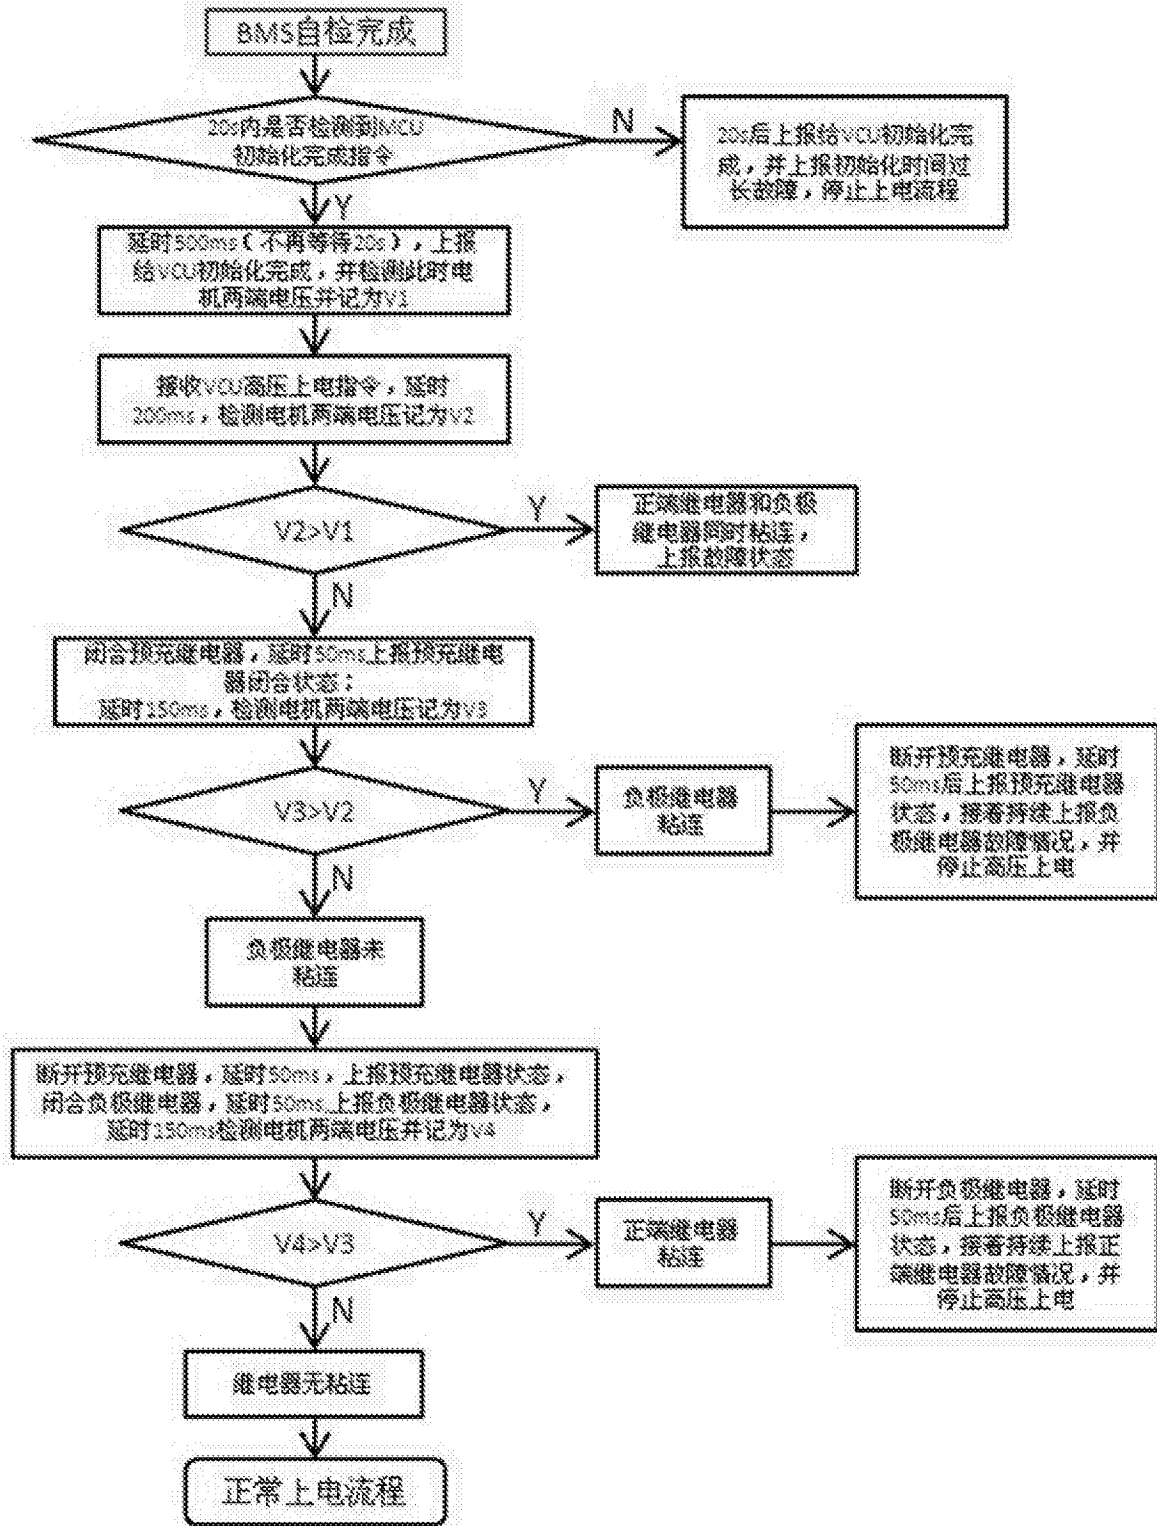 BMS自检完成
20s内是否检测到MCU
初始化完成指令
N
20s后上报给VCU初始化完
成，并上报初始化时间过
长故障，停止上电流程
Y
延时500ms（不再等待20s），上报
给VCU初始化完成，并检测此时电
机两端电压并记为V1
接收VCU高压上电指令，延时
200ms，检测电机两端电压记为V2
V2>V1
Y
正端继电器和负极
继电器同时粘连，
上报故障状态
N
闭合预充继电器，延时50ms上报预充继电
器闭合状态；
延时150ms，检测电机两端电压记为V3
V3>V2
Y
负极继电器
粘连
断开预充继电器，延时
50ms后上报预充继电器
状态，接着持续上报负
极继电器故障情况，并
停止高压上电
N
负极继电器未
粘连
断开预充继电器，延时50ms，上报预充继电器状态，
闭合负极继电器，延时50ms上报负极继电器状态，
延时150ms检测电机两端电压并记为V4
V4>V3
Y
正端继电器
粘连
断开负极继电器，延时
50ms后上报负极继电器
状态，接着持续上报正
端继电器故障情况，并
停止高压上电
N
继电器无粘连
正常上电流程